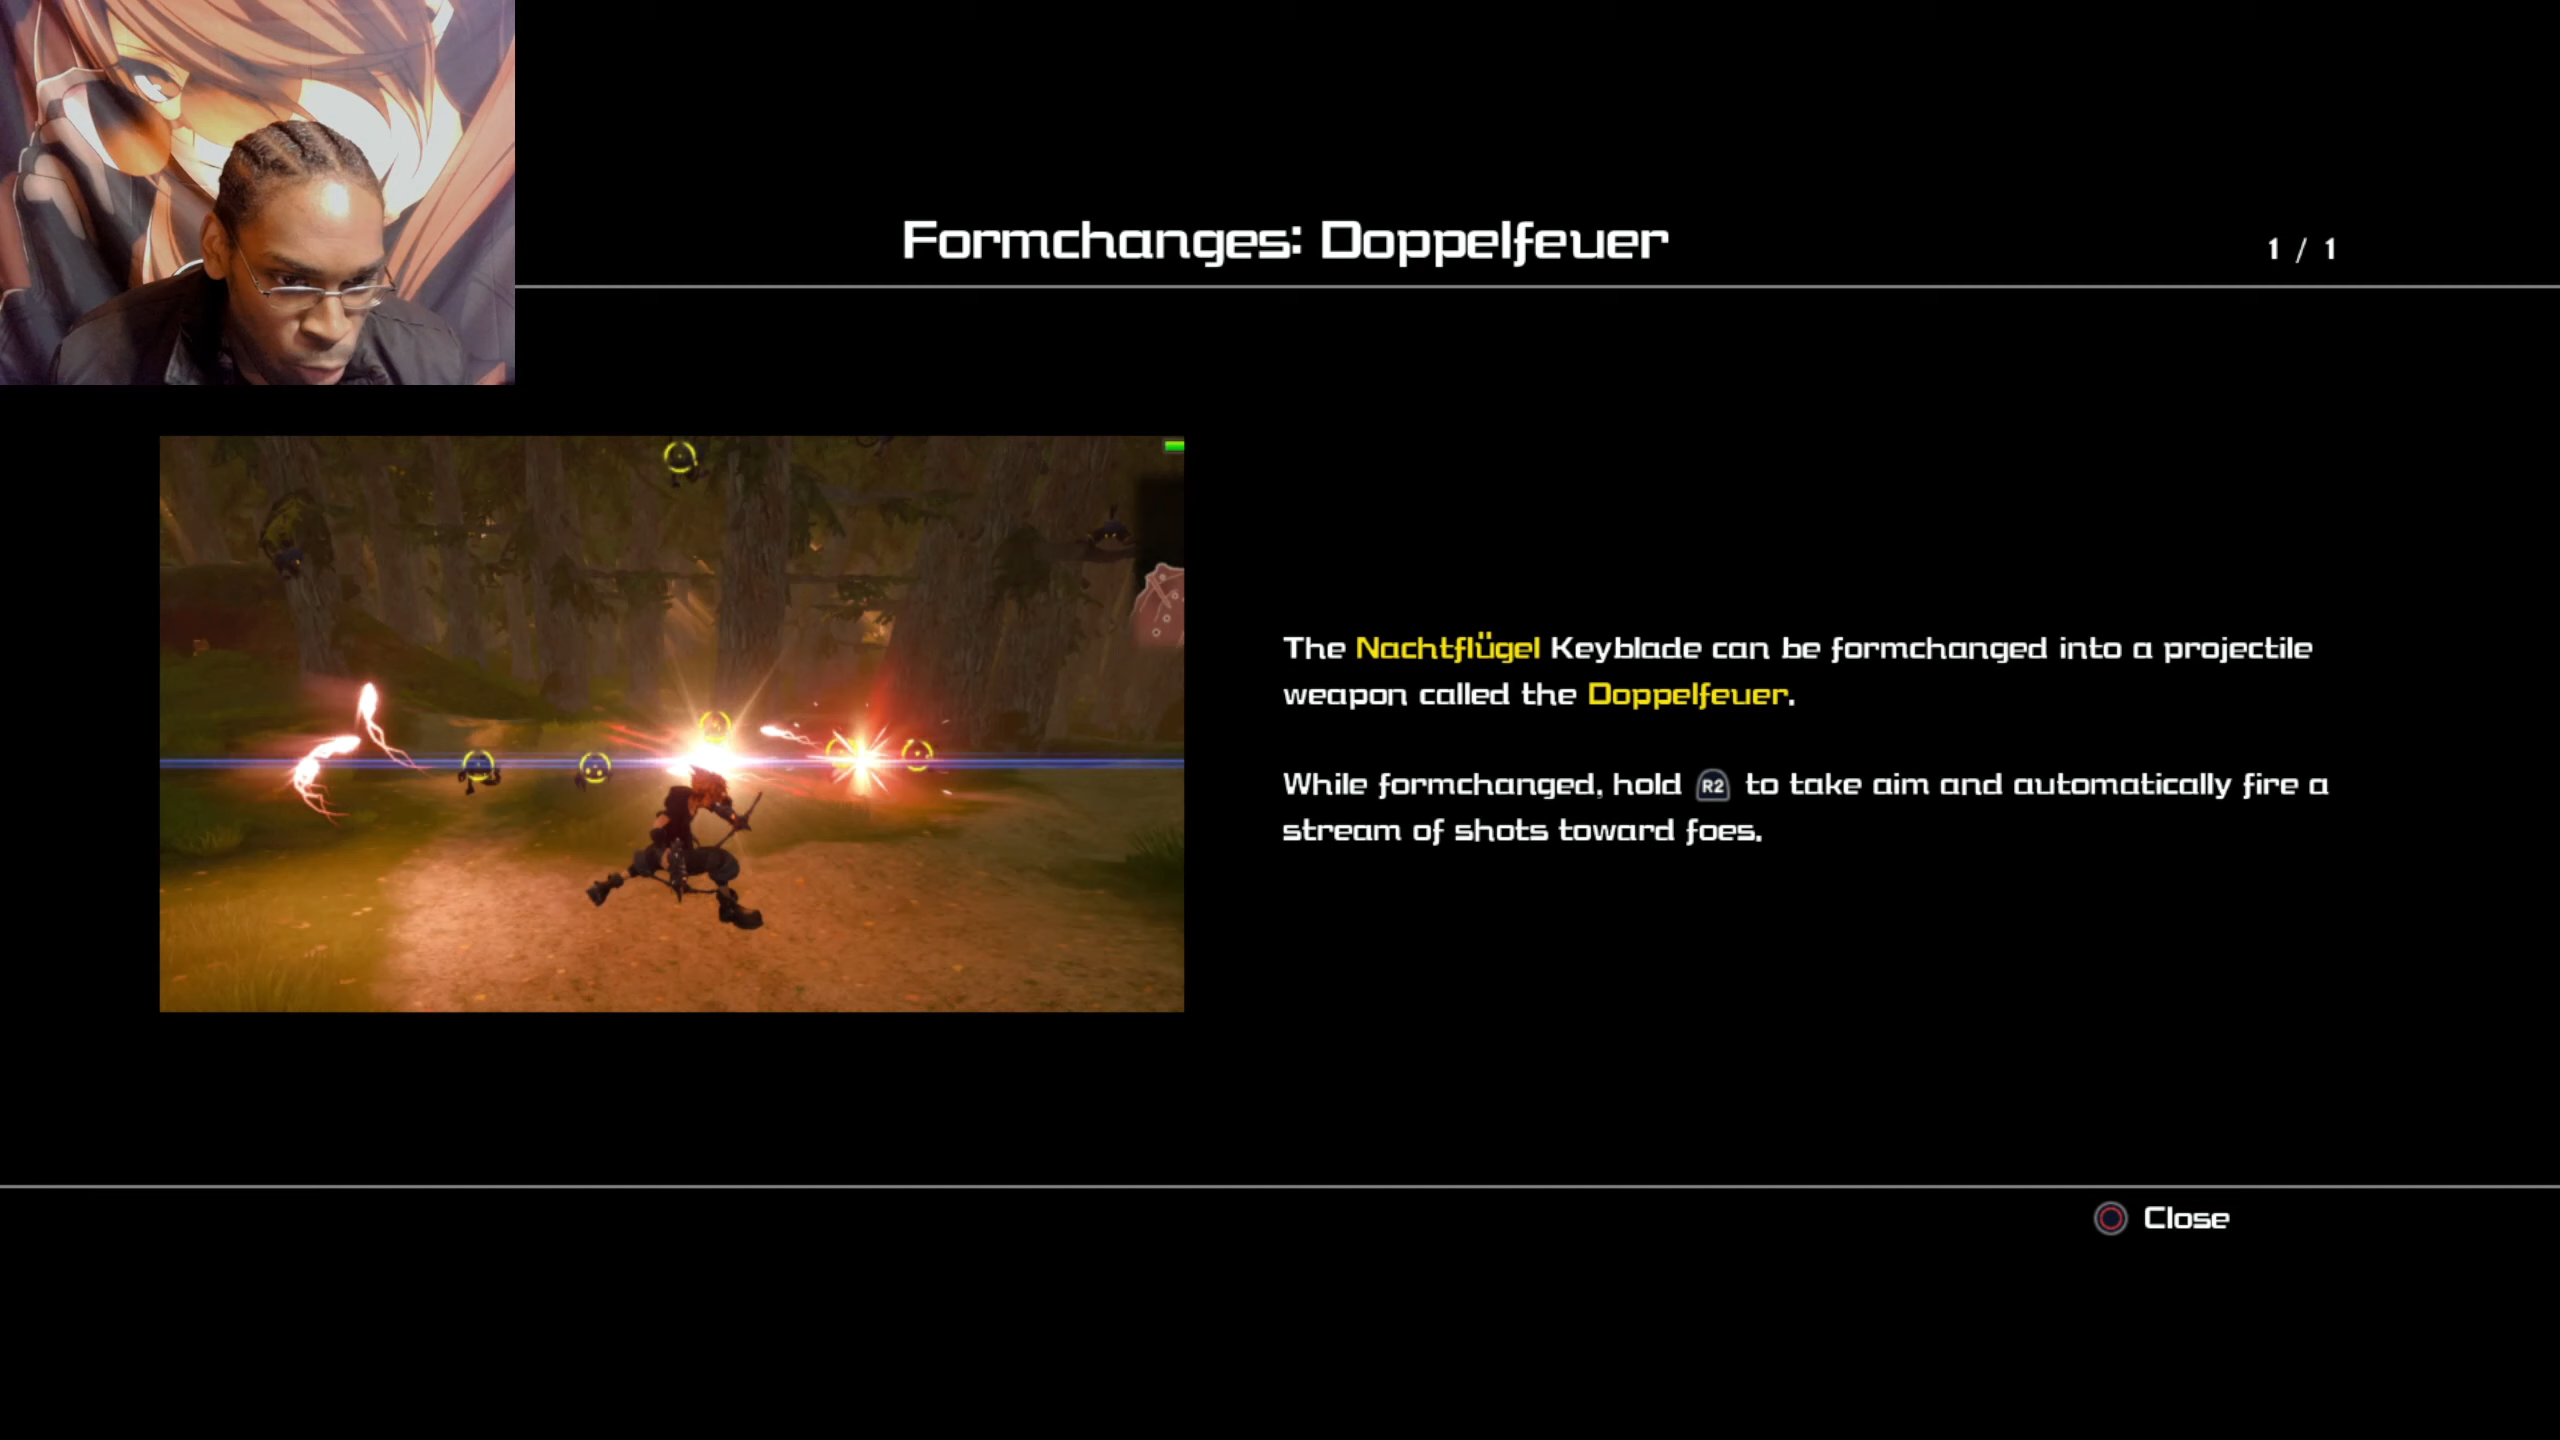 Formchanges: Doppelfeuer
1 / 1
The Nachtflügel Keyblade can be formchanged into a projectile
weapon called the Doppelfeuer.
While formchanged, hold R2 to take aim and automatically fire a
stream of shots toward foes.
Close